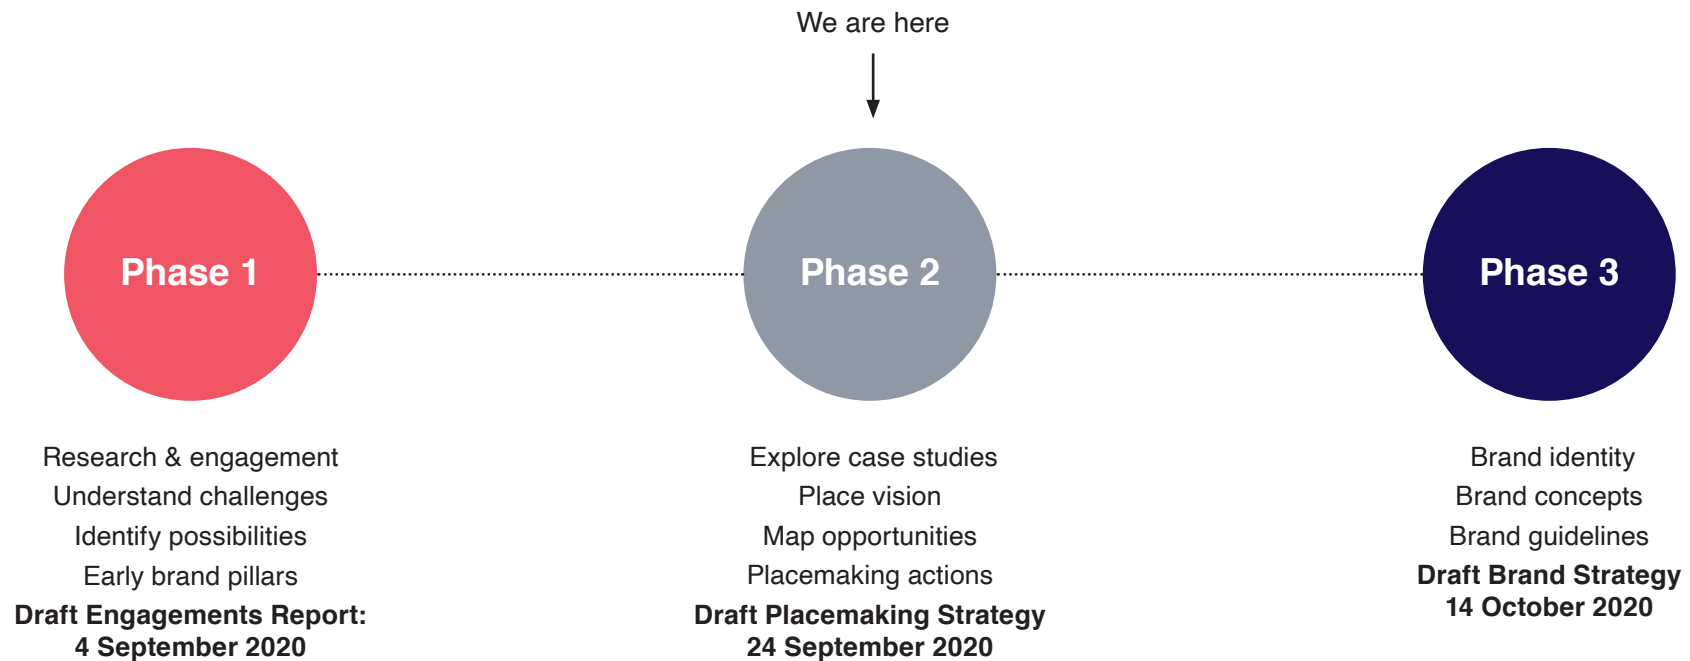 We are here
Phase 1
Phase 2
Phase 3
Research & engagement
Understand challenges
Identify possibilities
Early brand pillars
Draft Engagements Report:
4 September 2020
Explore case studies
Place vision
Map opportunities
Placemaking actions
Draft Placemaking Strategy
24 September 2020
Brand identity
Brand concepts
Brand guidelines
Draft Brand Strategy
14 October 2020